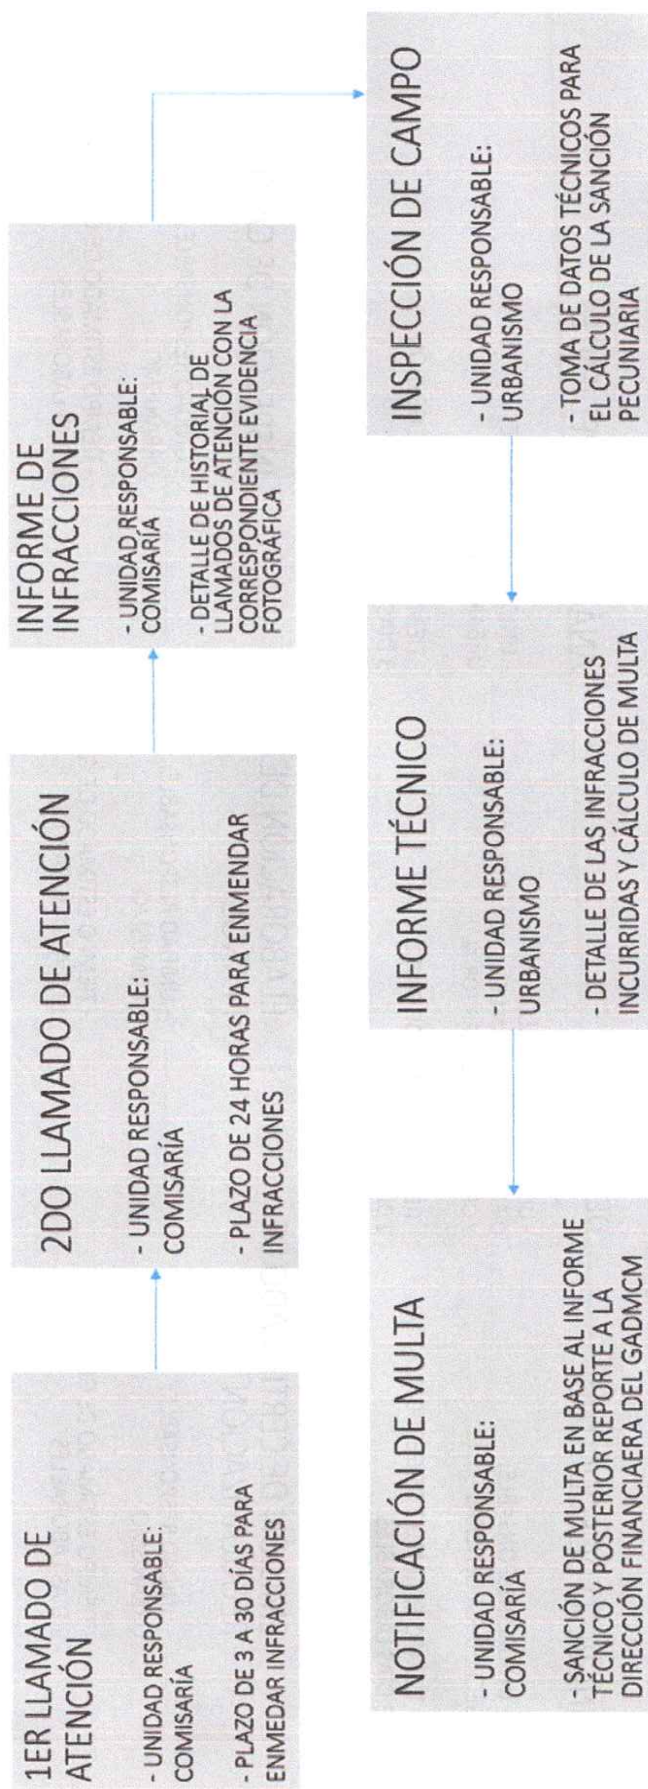 1ER LLAMADO DE
ATENCIÓN
- UNIDAD RESPONSABLE:
COMISARÍA
- PLAZO DE 3 A 30 DÍAS PARA
ENMEDAR INFRACCIONES
2DO LLAMADO DE ATENCIÓN
- UNIDAD RESPONSABLE:
COMISARÍA
- PLAZO DE 24 HORAS PARA ENMENDAR
INFRACCIONES
INFORME DE
INFRACCIONES
- UNIDAD RESPONSABLE:
COMISARÍA
- DETALLE DE HISTORIAL DE
LLAMADOS DE ATENCIÓN CON LA
CORRESPONDIENTE EVIDENCIA
FOTOGRÁFICA
INSPECCIÓN DE CAMPO
- UNIDAD RESPONSABLE:
URBANISMO
- TOMA DE DATOS TÉCNICOS PARA
EL CÁLCULO DE LA SANCIÓN
PECUNIARIA
INFORME TÉCNICO
- UNIDAD RESPONSABLE:
URBANISMO
- DETALLE DE LAS INFRACCIONES
INCURRIDAS Y CÁLCULO DE MULTA
NOTIFICACIÓN DE MULTA
- UNIDAD RESPONSABLE:
COMISARÍA
- SANCIÓN DE MULTA EN BASE AL INFORME
TÉCNICO Y POSTERIOR REPORTE A LA
DIRECCIÓN FINANCIAERA DEL GADMCM